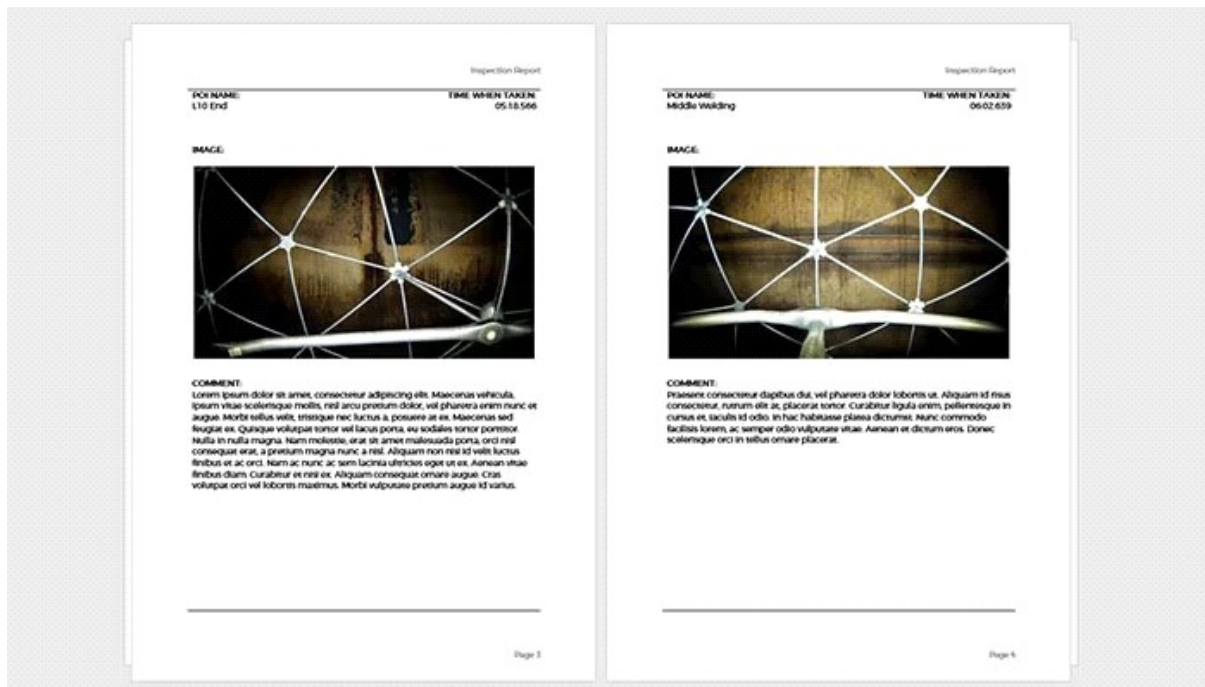 Inspection Report
POI NAME:
L10 End
TIME WHEN TAKEN:
05:18.566
IMAGE:
COMMENT:
Lorem ipsum dolor sit amet, consectetur adipiscing elit. Maecenas vehicula,
ipsum vitae scelerisque mollis, nisl arcu pretium dolor, vel pharetra enim nunc et
augue. Morbi tellus velit, tristique nec luctus a, posuere at ex. Maecenas sed
feugiat ex. Quisque volutpat tortor vel lacus porta, eu sodales tortor porttitor.
Nulla in nulla magna. Nam molestie, erat sit amet malesuada porta, orci nisl
consequat erat, a pretium magna nunc a nisl. Aliquam non nisl id velit luctus
finibus et ac orci. Nam ac nunc ac sem lacinia ultricies eget ut ex. Aenean vitae
finibus diam. Curabitur et nisl ex. Aliquam consequat ornare augue. Cras
volutpat orci vel lobortis maximus. Morbi vulputate pretium augue id varius.
Page 3
Inspection Report
POI NAME:
Middle Welding
TIME WHEN TAKEN:
06:02.639
IMAGE:
COMMENT:
Praesent consectetur dapibus dui, vel pharetra dolor lobortis ut. Aliquam id risus
consectetur, rutrum elit at, placerat tortor. Curabitur ligula enim, pellentesque in
cursus et, iaculis id odio. In hac habitasse platea dictumst. Nunc commodo
facilisis lorem, ac semper odio vulputate vitae. Aenean et dictum eros. Donec
scelerisque orci in tellus ornare placerat.
Page 4